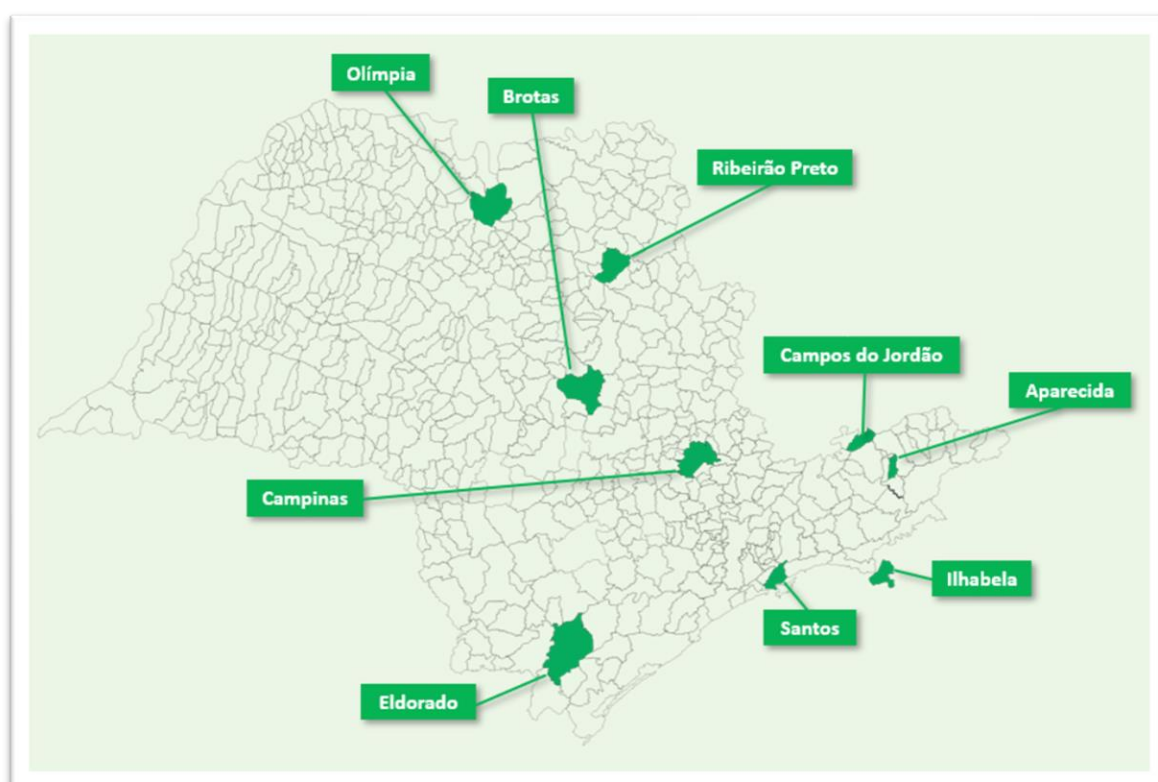 Olímpia
Brotas
Ribeirão Preto
Campos do Jordão
Aparecida
Campinas
Ilhabela
Santos
Eldorado